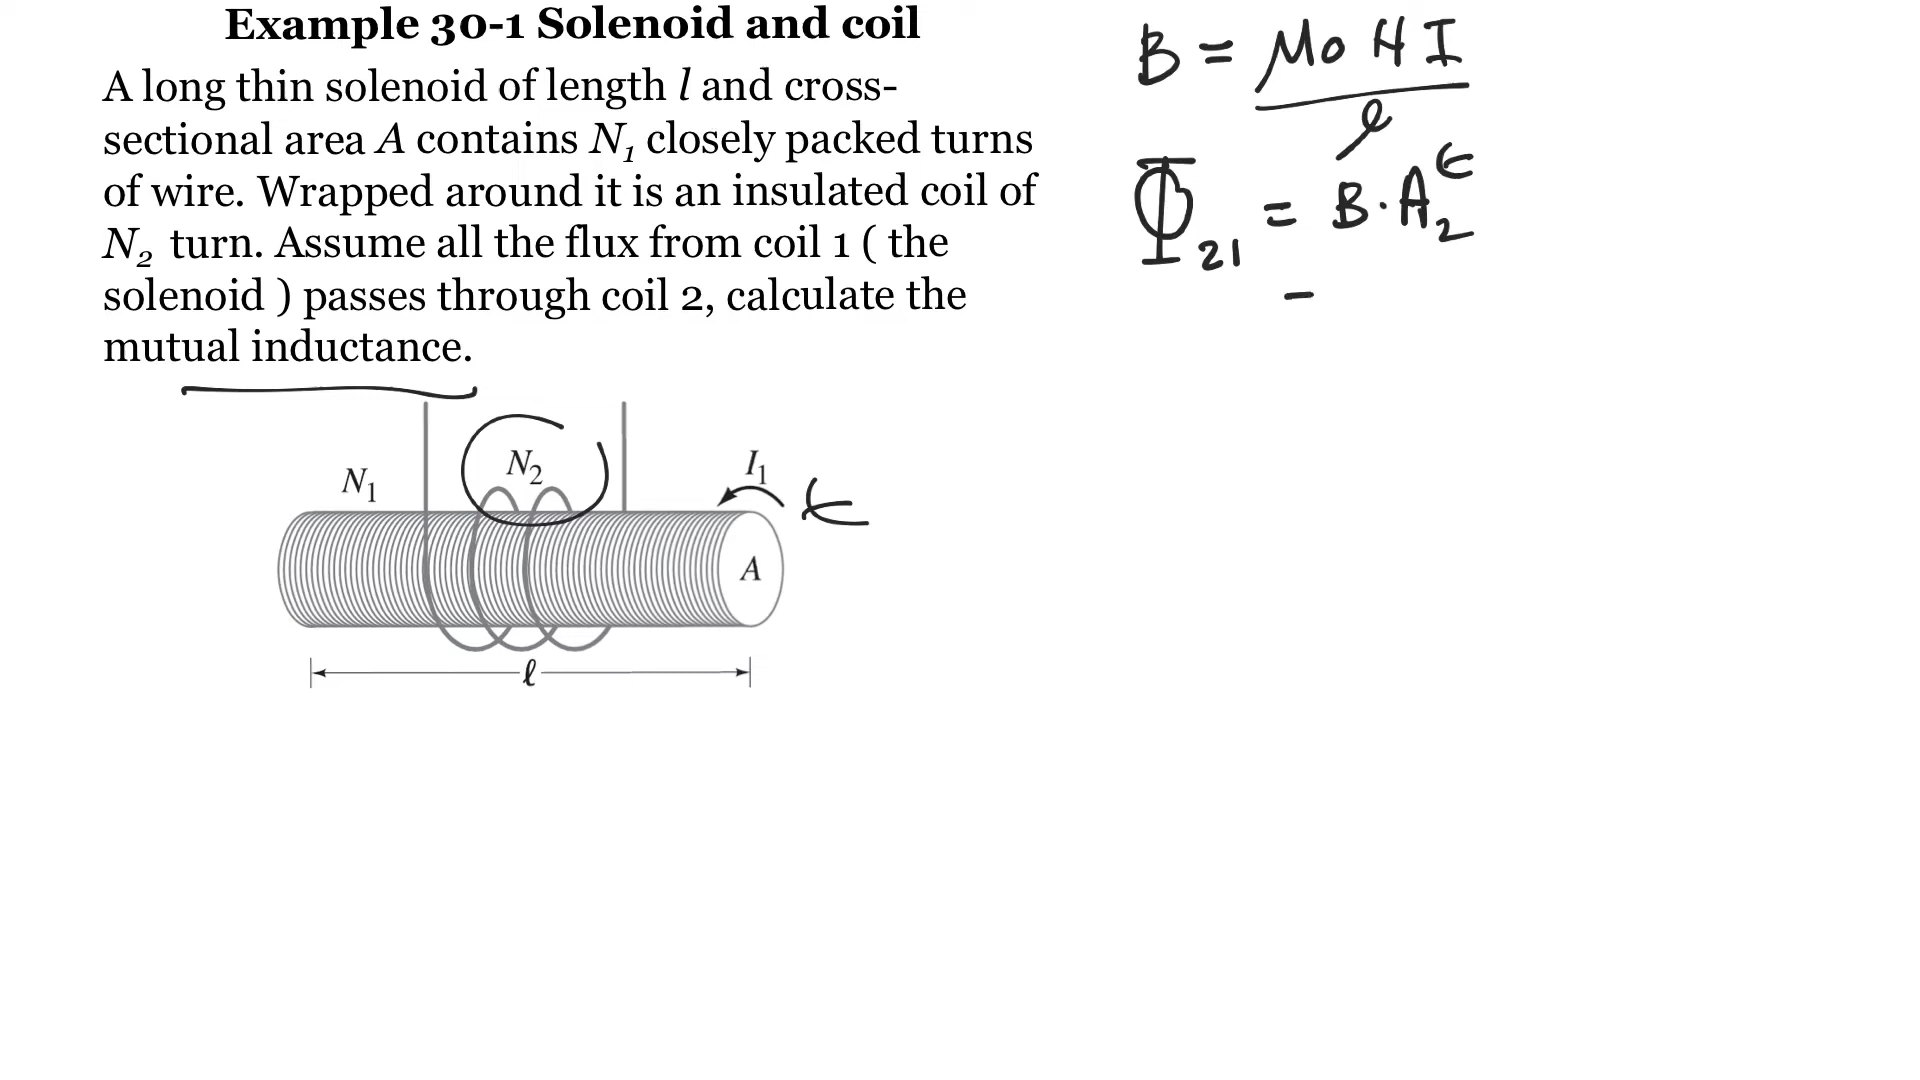 Example 30-1 Solenoid and coil
A long thin solenoid of length l and cross-
sectional area A contains N₁ closely packed turns
of wire. Wrapped around it is an insulated coil of
N₂ turn. Assume all the flux from coil 1 ( the
solenoid ) passes through coil 2, calculate the
mutual inductance.
N₁
N₂
I₁
A
ℓ
B = μ₀ N I
ℓ
Φ₂₁ = B · A₂